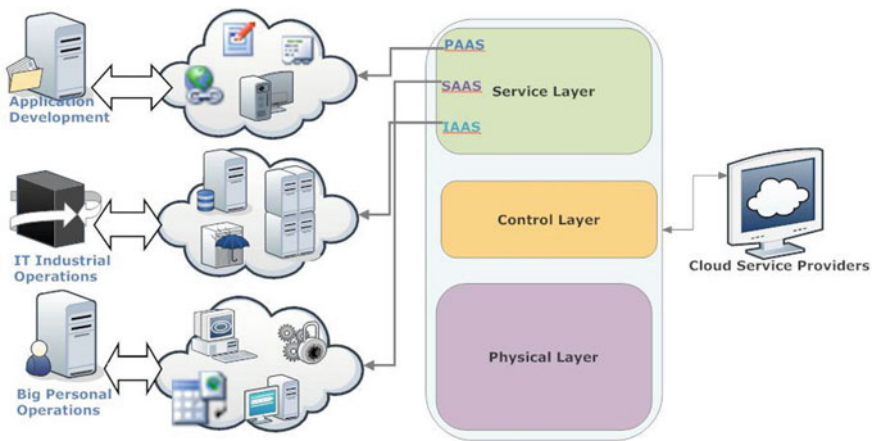 Application
Development
IT Industrial
Operations
Big Personal
Operations
PAAS
SAAS
IAAS
Service Layer
Control Layer
Physical Layer
Cloud Service Providers